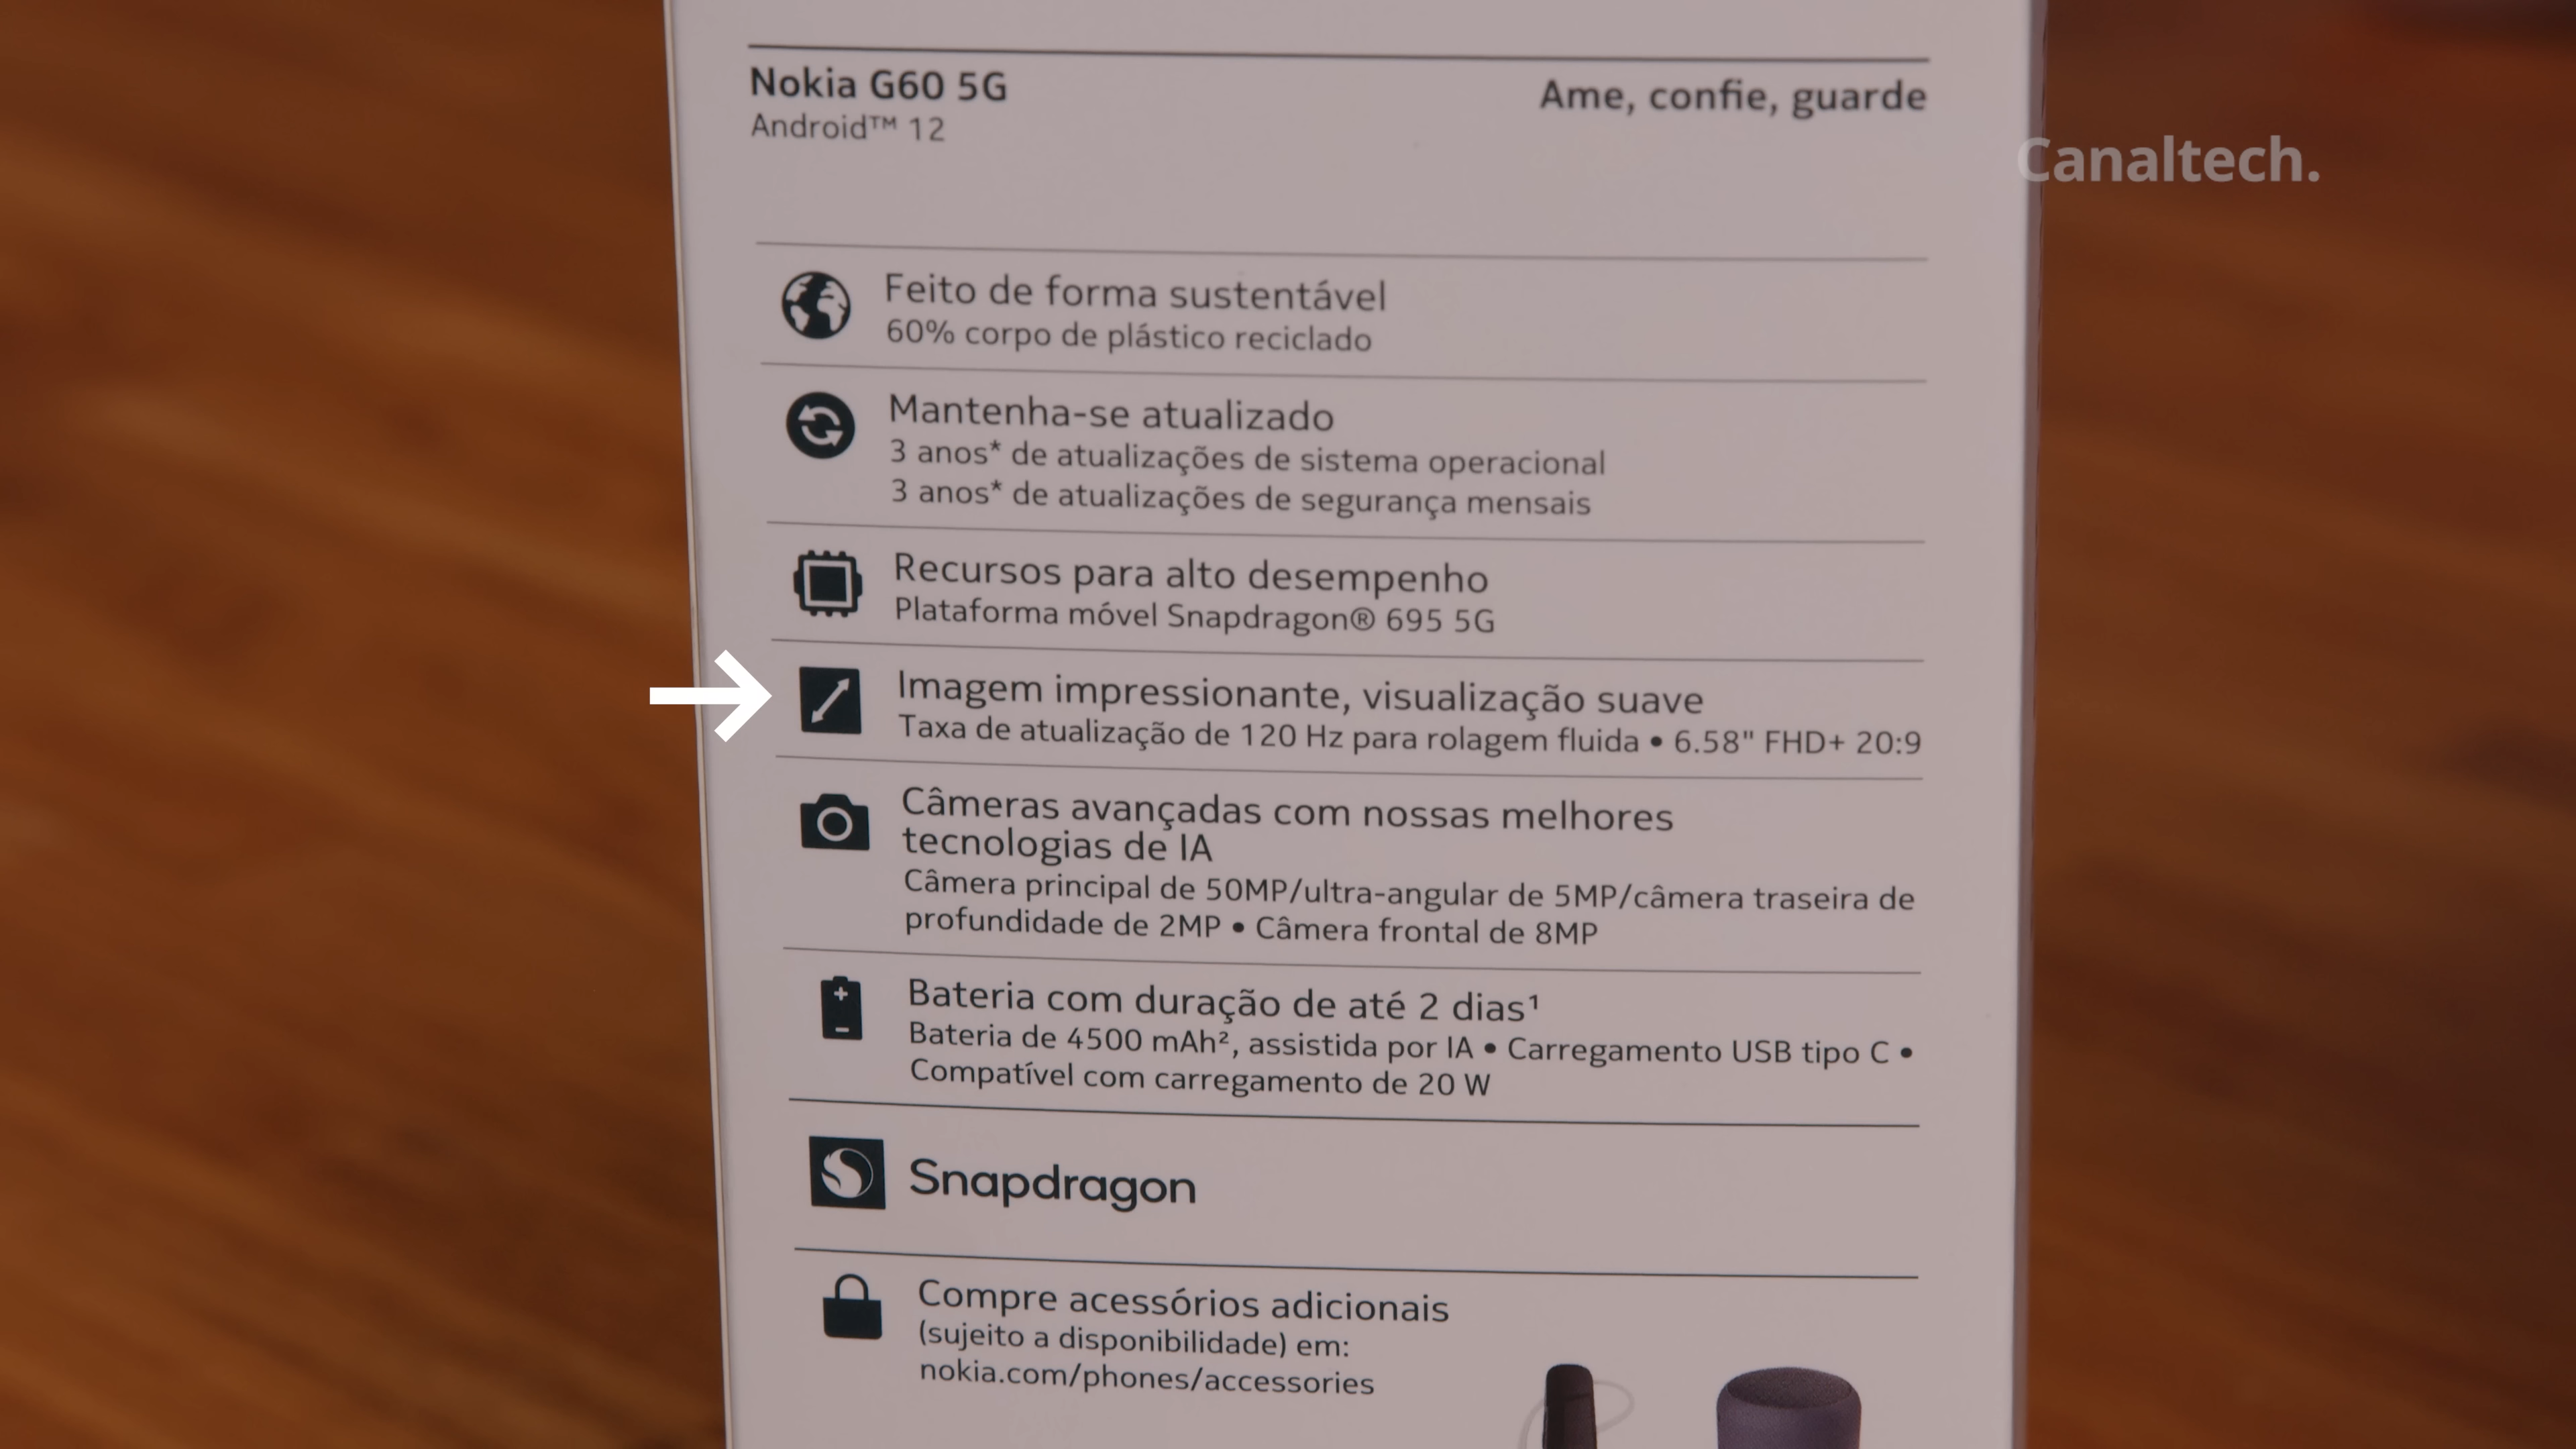 Nokia G60 5G
Android™ 12
Ame, confie, guarde
Canaltech.
Feito de forma sustentável
60% corpo de plástico reciclado
Mantenha-se atualizado
3 anos* de atualizações de sistema operacional
3 anos* de atualizações de segurança mensais
Recursos para alto desempenho
Plataforma móvel Snapdragon® 695 5G
Imagem impressionante, visualização suave
Taxa de atualização de 120 Hz para rolagem fluida • 6.58" FHD+ 20:9
Câmeras avançadas com nossas melhores
tecnologias de IA
Câmera principal de 50MP/ultra-angular de 5MP/câmera traseira de
profundidade de 2MP • Câmera frontal de 8MP
Bateria com duração de até 2 dias¹
Bateria de 4500 mAh², assistida por IA • Carregamento USB tipo C •
Compatível com carregamento de 20 W
Snapdragon
Compre acessórios adicionais
(sujeito a disponibilidade) em:
nokia.com/phones/accessories